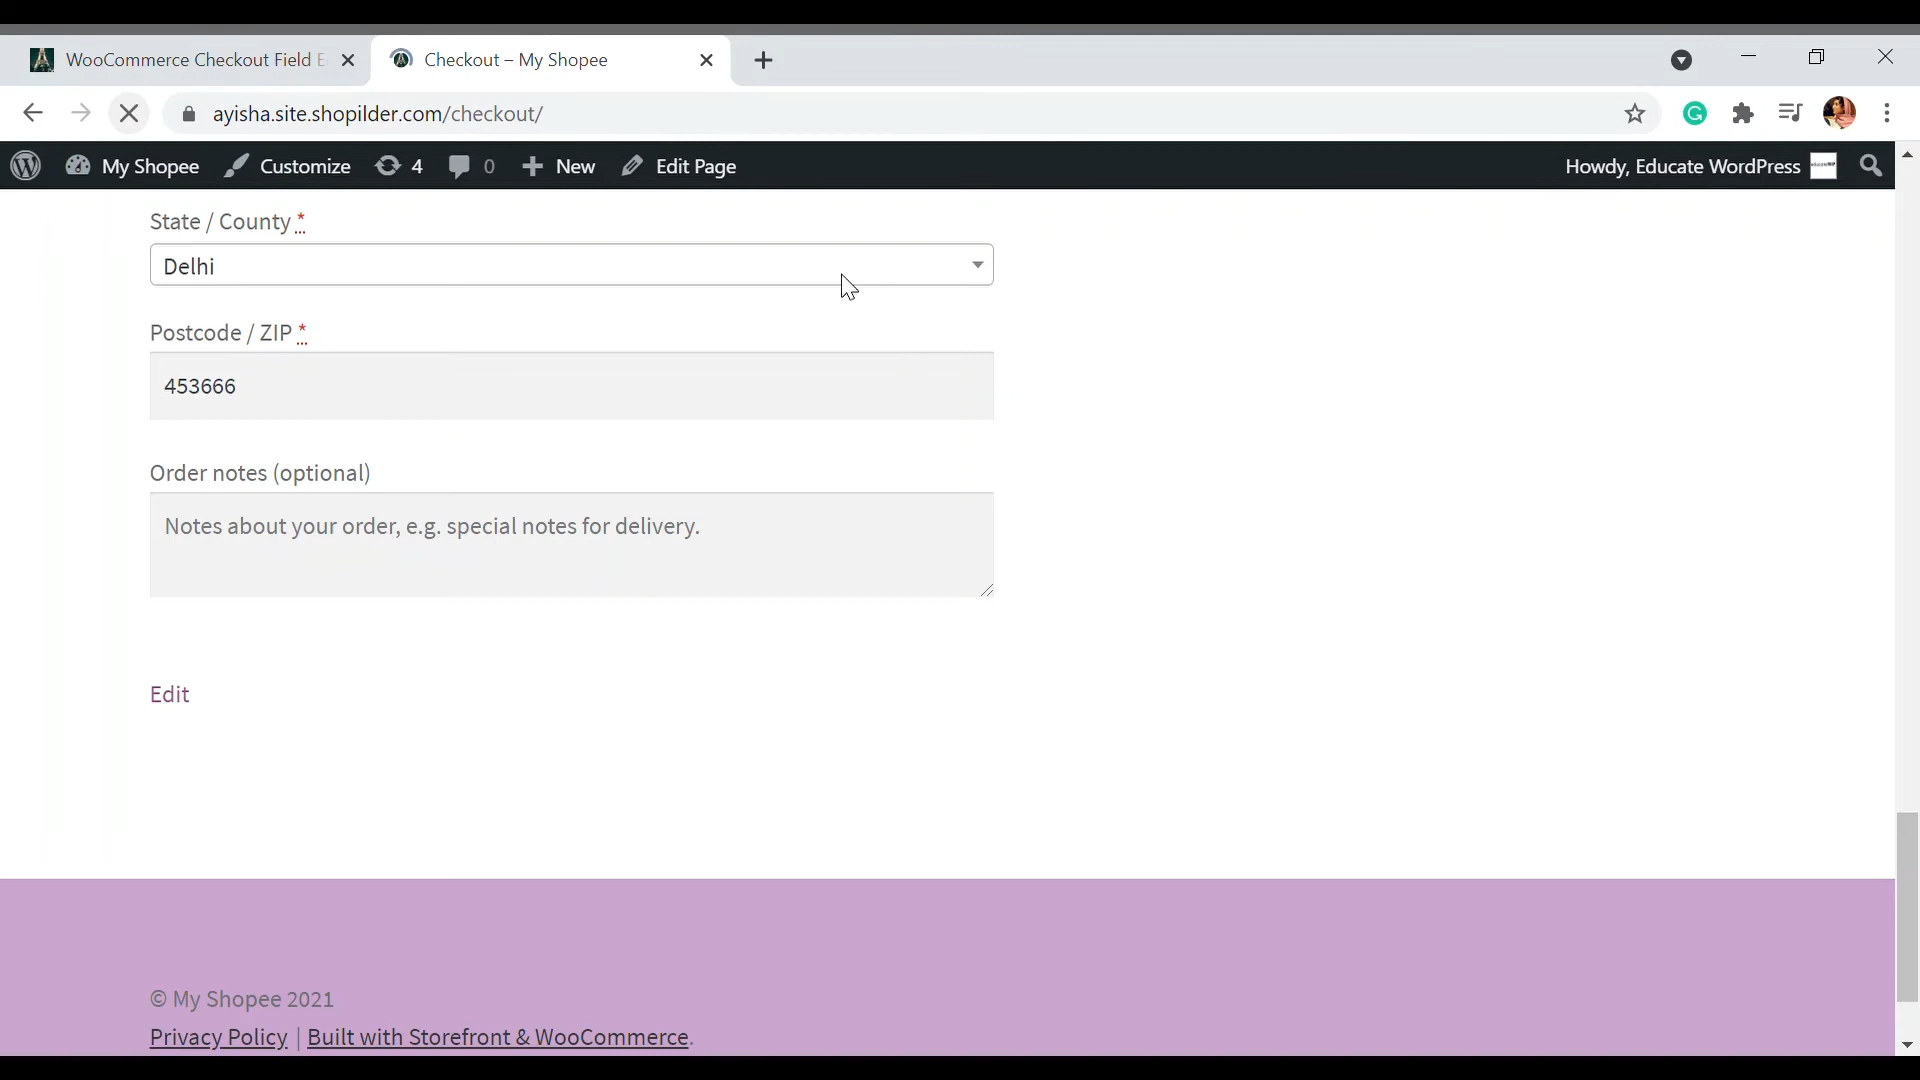 WooCommerce Checkout Field E
Checkout – My Shopee
ayisha.site.shopilder.com/checkout/
My Shopee
Customize
4
0
New
Edit Page
Howdy, Educate WordPress
State / County *
Delhi
Postcode / ZIP *
453666
Order notes (optional)
Notes about your order, e.g. special notes for delivery.
Edit
© My Shopee 2021
Privacy Policy | Built with Storefront & WooCommerce.